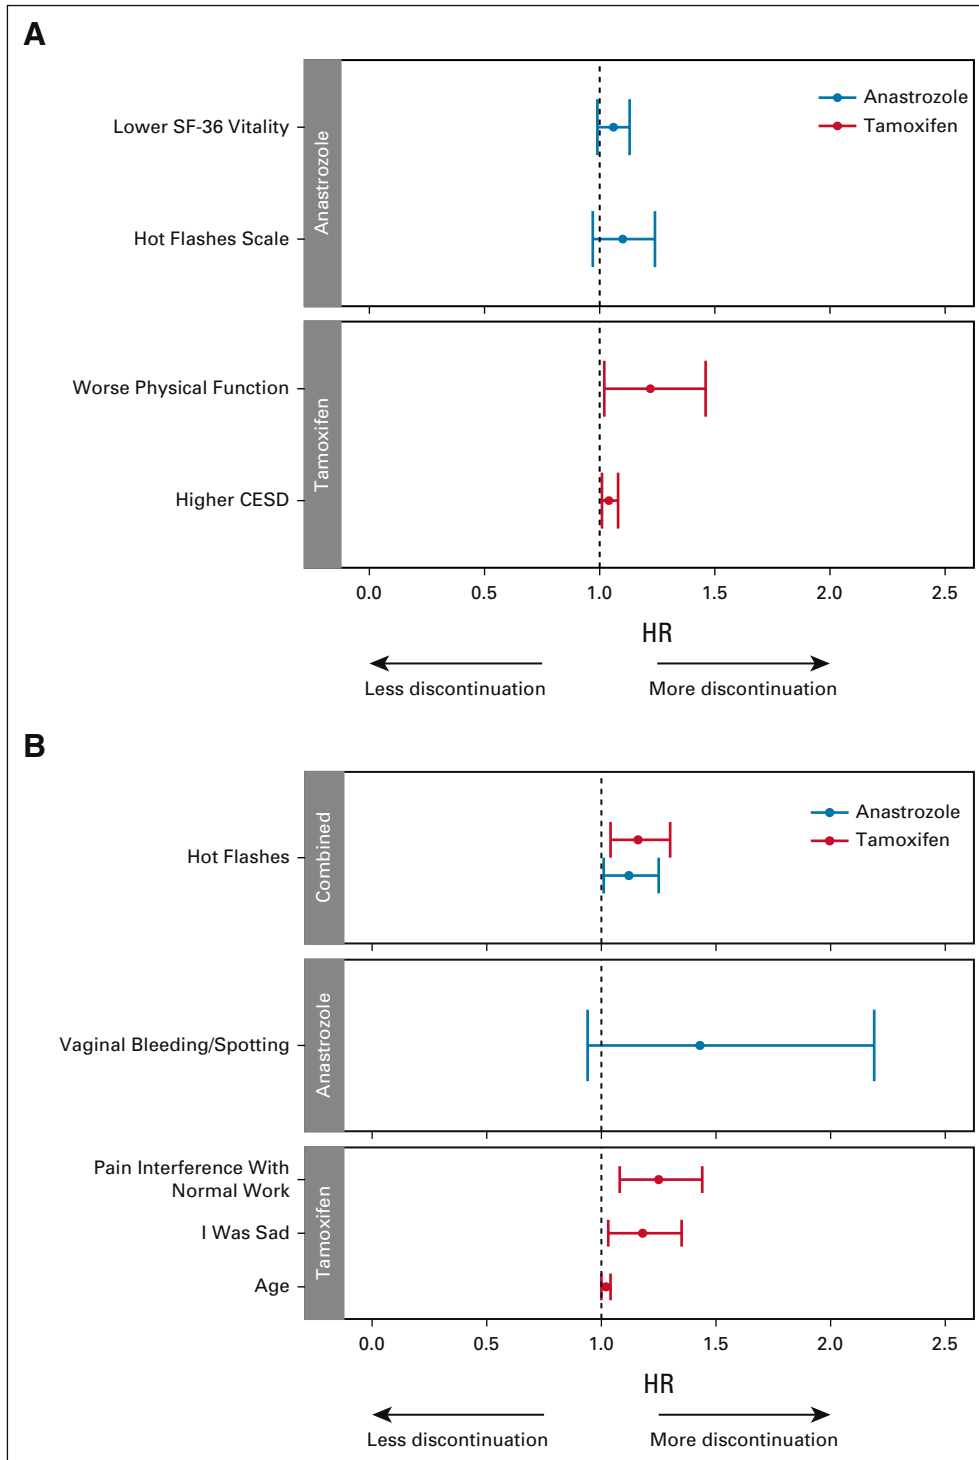 A
Anastrozole
Lower SF-36 Vitality
Hot Flashes Scale
Anastrozole
Tamoxifen
Tamoxifen
Worse Physical Function
Higher CESD
0.0 0.5 1.0 1.5 2.0 2.5
HR
Less discontinuation More discontinuation
B
Combined
Hot Flashes
Anastrozole
Tamoxifen
Anastrozole
Vaginal Bleeding/Spotting
Tamoxifen
Pain Interference With
Normal Work
I Was Sad
Age
0.0 0.5 1.0 1.5 2.0 2.5
HR
Less discontinuation More discontinuation